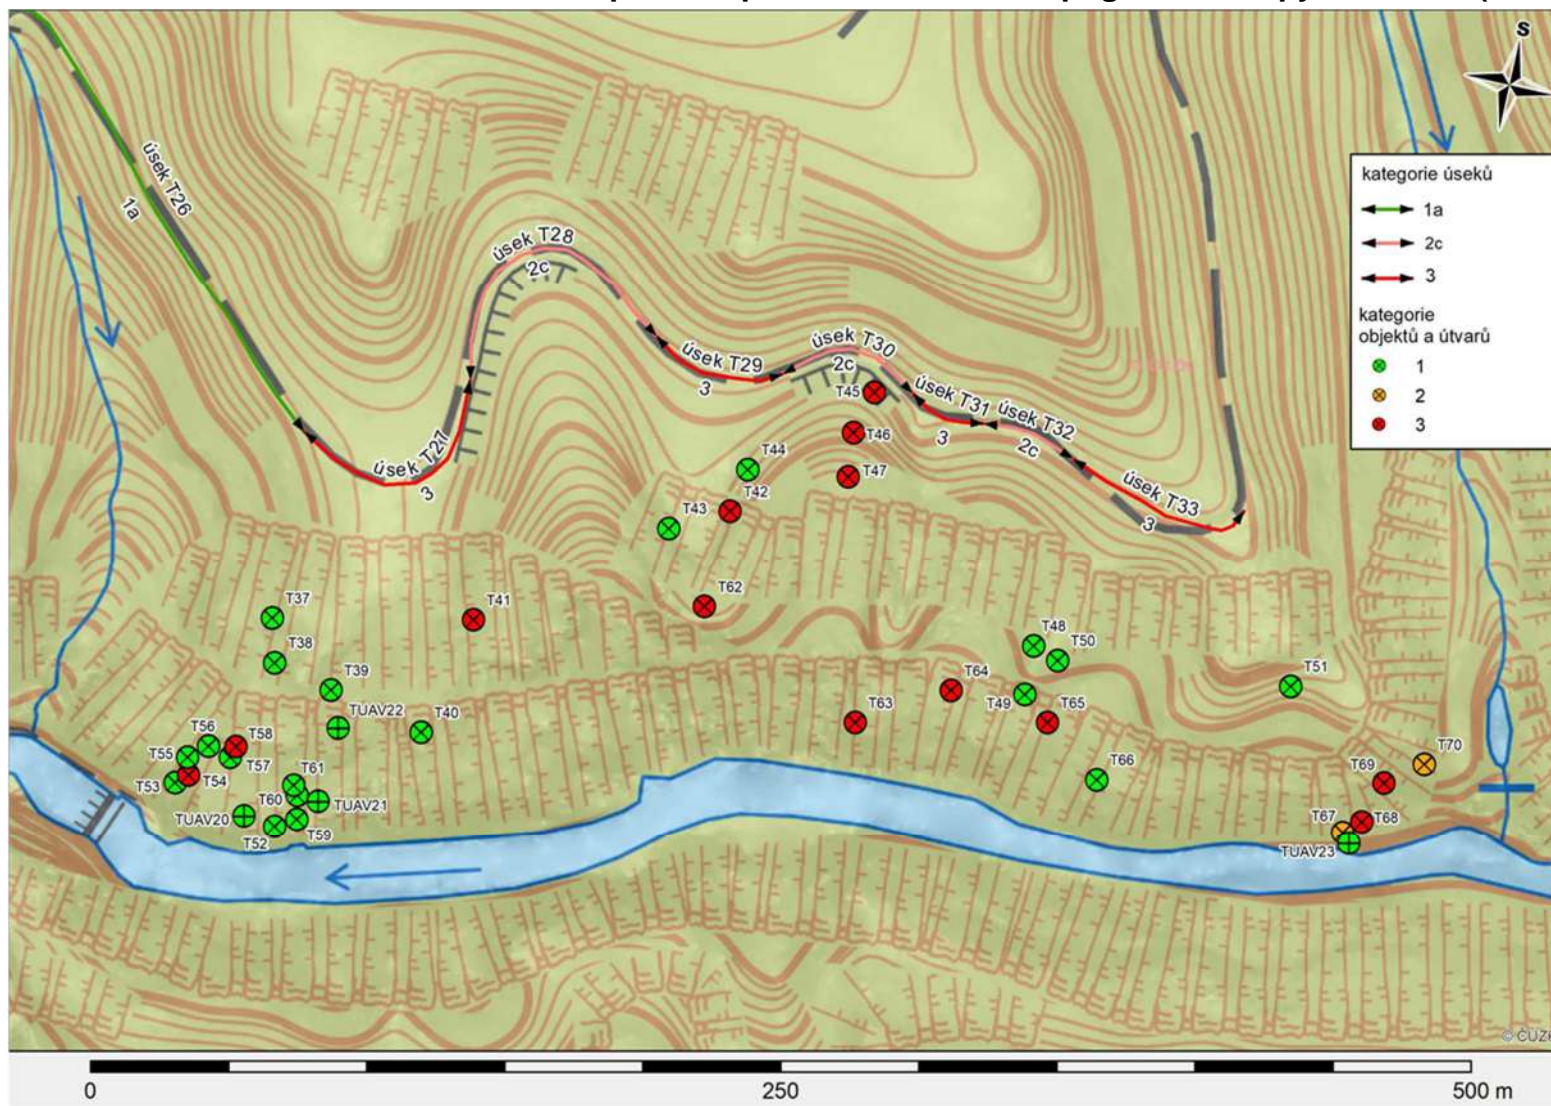 S
úsek T26
1a
kategorie úseků
1a
2c
3
kategorie
objektů a útvarů
1
2
3
úsek T28
2c
úsek T30
2c
úsek T29
3
T45
úsek T31
3
úsek T32
2c
T46
T44
úsek T27
3
T47
úsek T33
3
T42
T43
T62
T37
T41
T48
T50
T38
T51
T39
T64
T49
T65
T63
TUAV22
T40
T56
T58
T55
T57
T70
T61
T66
T69
T53
T54
T60
TUAV21
TUAV20
T67
T68
T52
T59
TUAV23
0
250
500 m